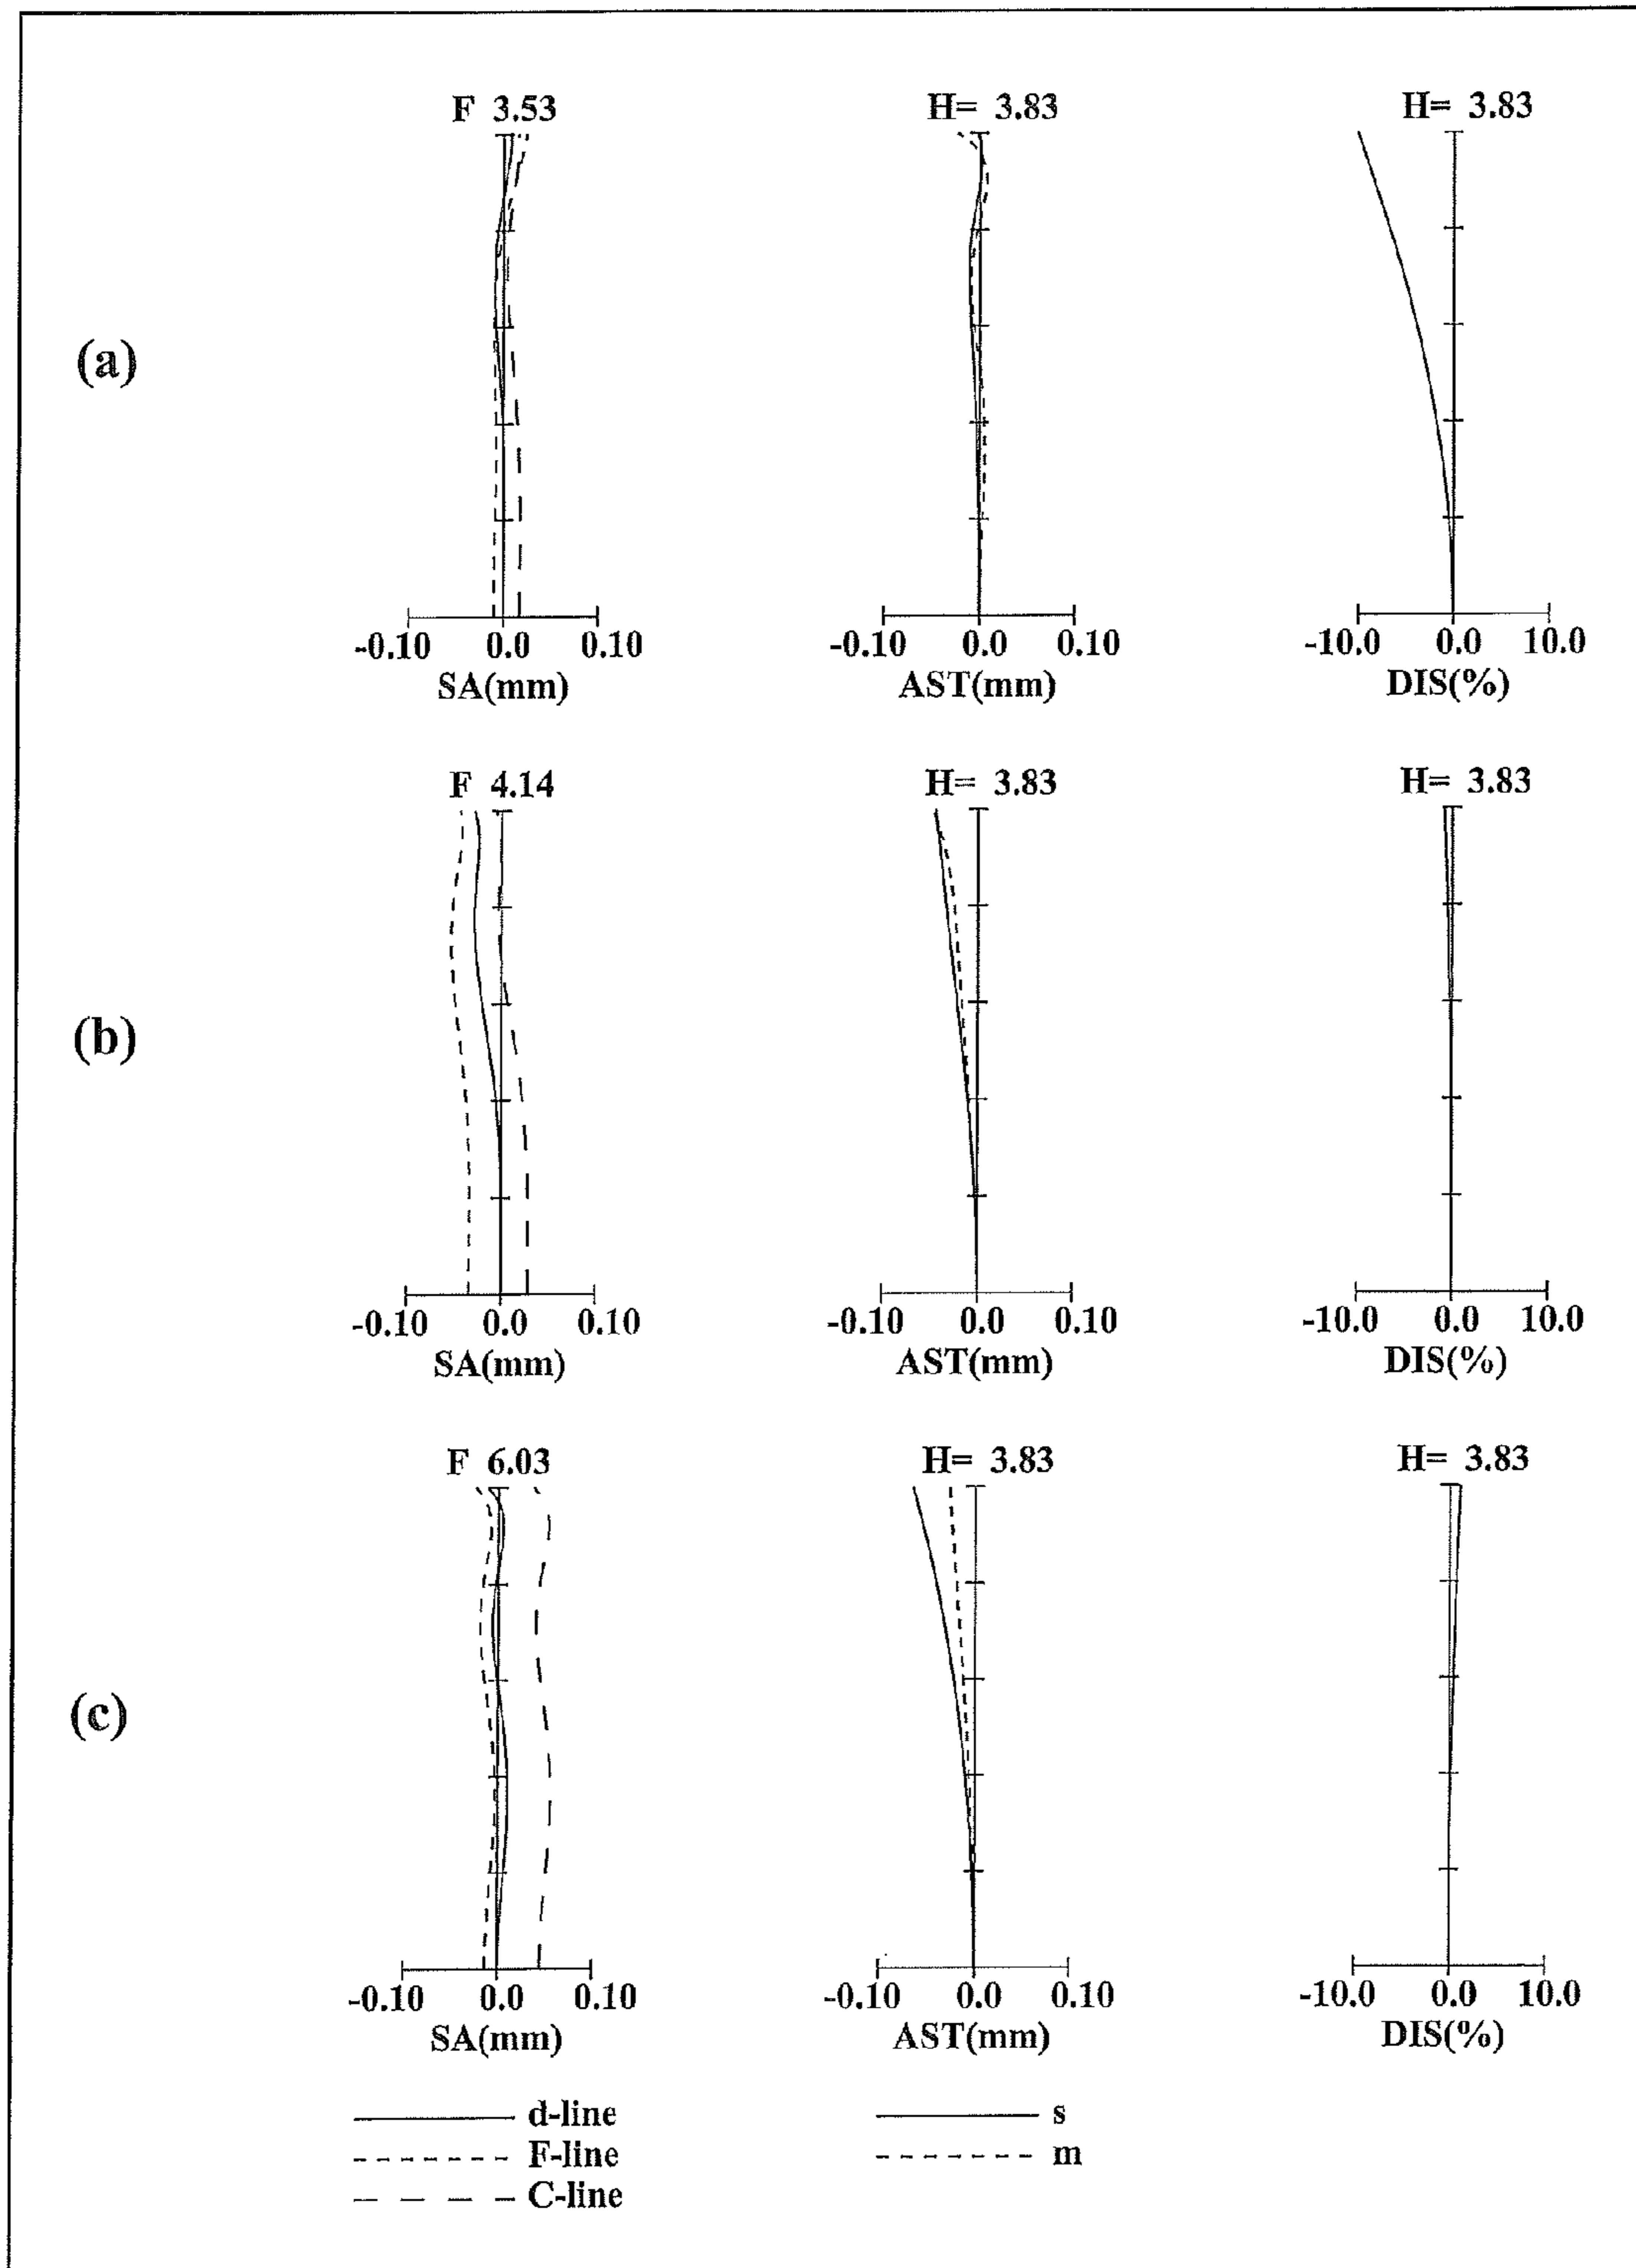 F 3.53 H= 3.83 H= 3.83
(a)
-0.10 0.0 0.10 -0.10 0.0 0.10 -10.0 0.0 10.0
SA(mm) AST(mm) DIS(%)
F 4.14 H= 3.83 H= 3.83
(b)
-0.10 0.0 0.10 -0.10 0.0 0.10 -10.0 0.0 10.0
SA(mm) AST(mm) DIS(%)
F 6.03 H= 3.83 H= 3.83
(c)
-0.10 0.0 0.10 -0.10 0.0 0.10 -10.0 0.0 10.0
SA(mm) AST(mm) DIS(%)
d-line s
F-line m
C-line